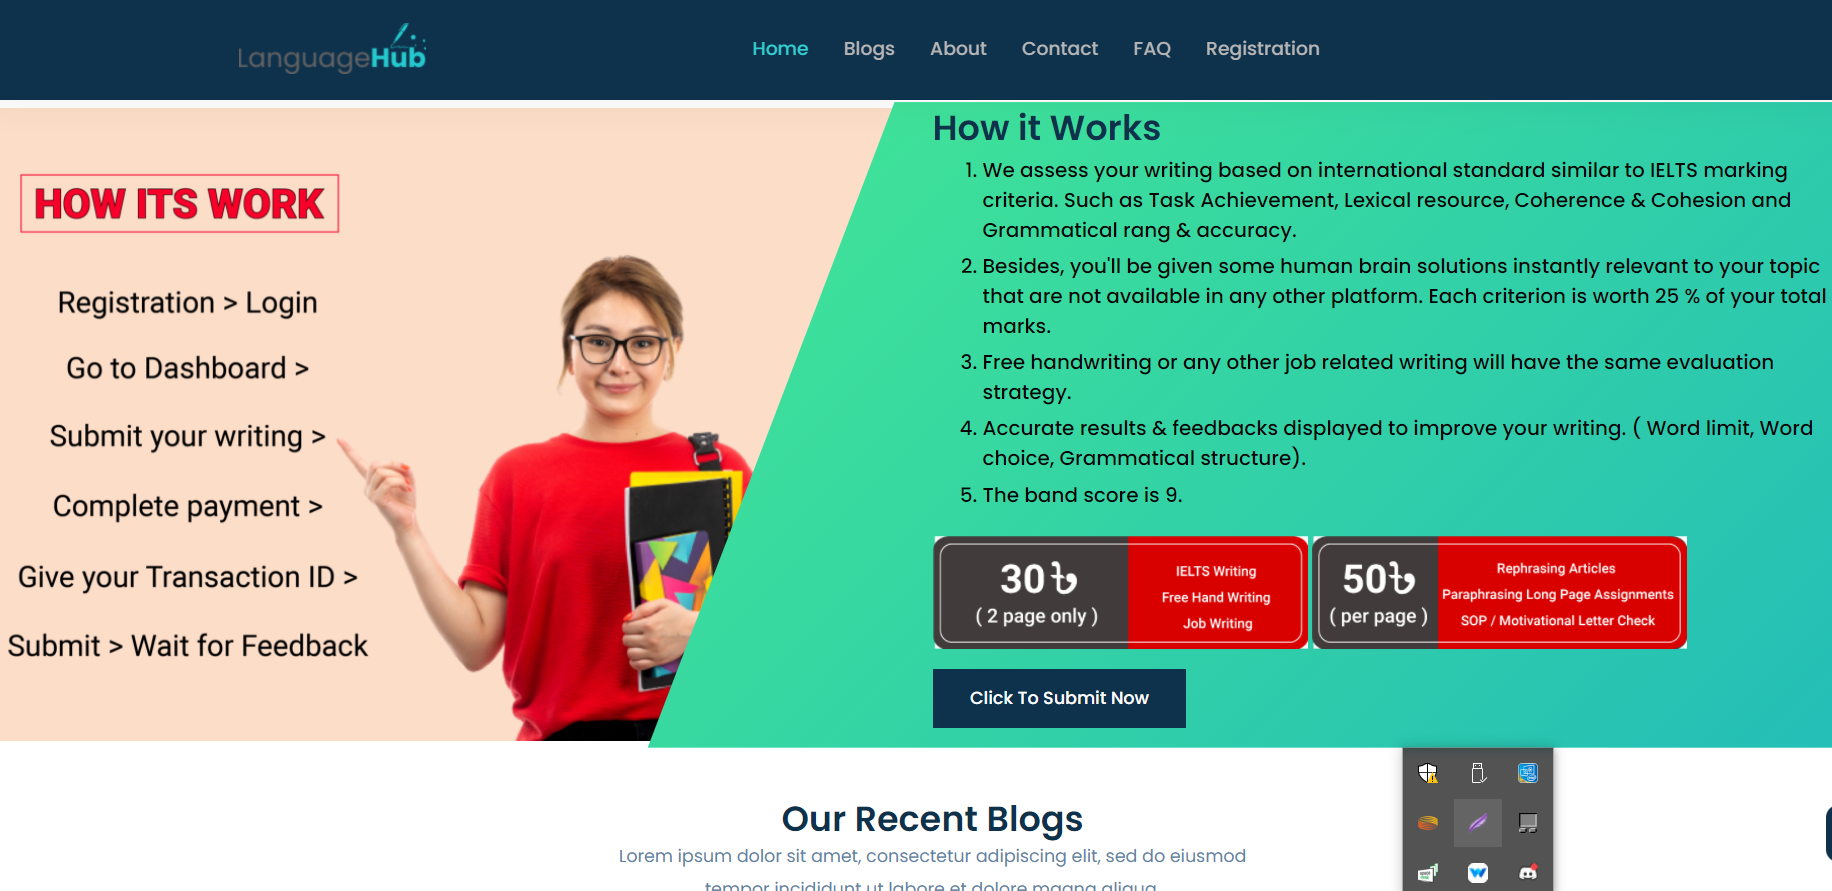 LanguageHub
Home Blogs About Contact FAQ Registration
HOW ITS WORK
Registration > Login
Go to Dashboard >
Submit your writing >
Complete payment >
Give your Transaction ID >
Submit > Wait for Feedback
How it Works
1. We assess your writing based on international standard similar to IELTS marking
criteria. Such as Task Achievement, Lexical resource, Coherence & Cohesion and
Grammatical rang & accuracy.
2. Besides, you'll be given some human brain solutions instantly relevant to your topic
that are not available in any other platform. Each criterion is worth 25 % of your total
marks.
3. Free handwriting or any other job related writing will have the same evaluation
strategy.
4. Accurate results & feedbacks displayed to improve your writing. ( Word limit, Word
choice, Grammatical structure).
5. The band score is 9.
30৳
( 2 page only )
IELTS Writing
Free Hand Writing
Job Writing
50৳
( per page )
Rephrasing Articles
Paraphrasing Long Page Assignments
SOP / Motivational Letter Check
Click To Submit Now
Our Recent Blogs
Lorem ipsum dolor sit amet, consectetur adipiscing elit, sed do eiusmod
tempor incididunt ut labore et dolore magna aliqua.